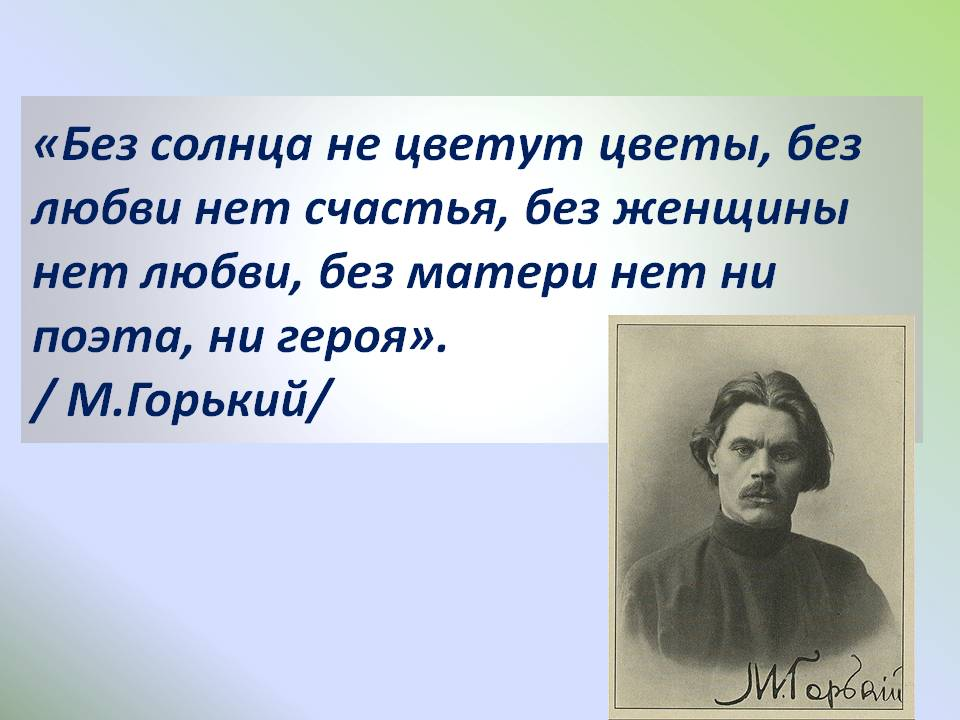 «Без солнца не цветут цветы, без
любви нет счастья, без женщины
нет любви, без матери нет ни
поэта, ни героя».
/ М.Горький/
М.Горькій